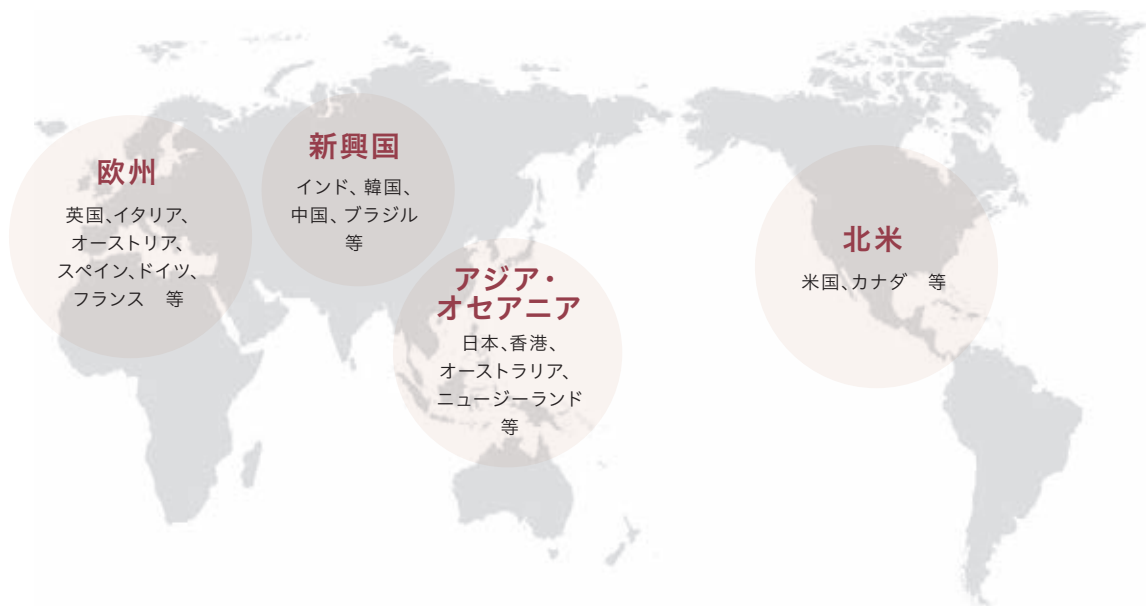 欧州
英国、イタリア、
オーストリア、
スペイン、ドイツ、
フランス　等
新興国
インド、韓国、
中国、ブラジル
等
アジア・
オセアニア
日本、香港、
オーストラリア、
ニュージーランド
等
北米
米国、カナダ　等